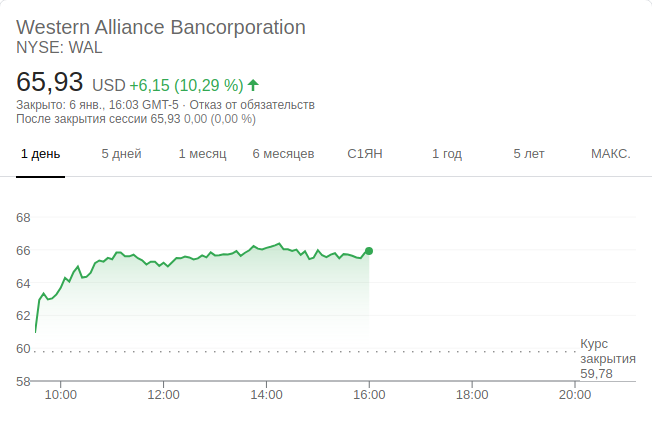 Western Alliance Bancorporation
NYSE: WAL
65,93 USD +6,15 (10,29 %)
Закрыто: 6 янв., 16:03 GMT-5 · Отказ от обязательств
После закрытия сессии 65,93 0,00 (0,00 %)
1 день 5 дней 1 месяц 6 месяцев С1ЯН 1 год 5 лет МАКС.
68
66
64
62
60
Курс
закрытия
59,78
58
10:00 12:00 14:00 16:00 18:00 20:00